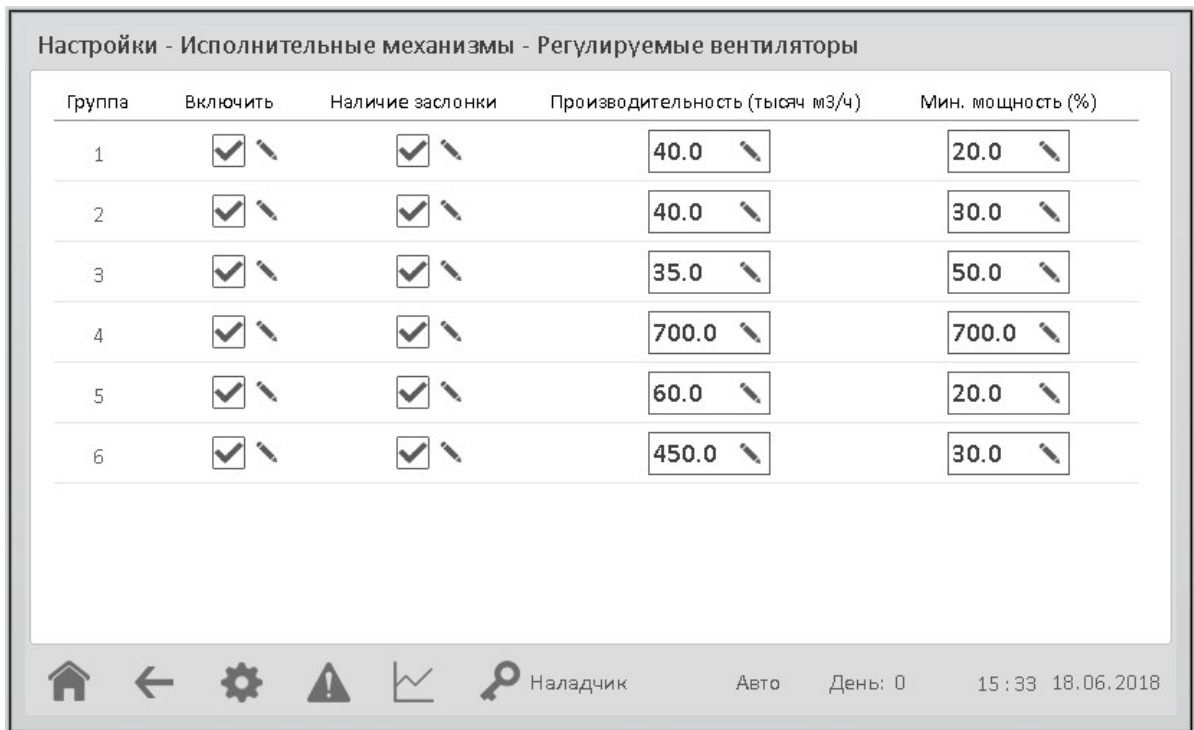 Настройки - Исполнительные механизмы - Регулируемые вентиляторы
Группа Включить Наличие заслонки Производительность (тысяч м3/ч) Мин. мощность (%)
1 40.0 20.0
2 40.0 30.0
3 35.0 50.0
4 700.0 700.0
5 60.0 20.0
6 450.0 30.0
Наладчик Авто День: 0 15:33 18.06.2018